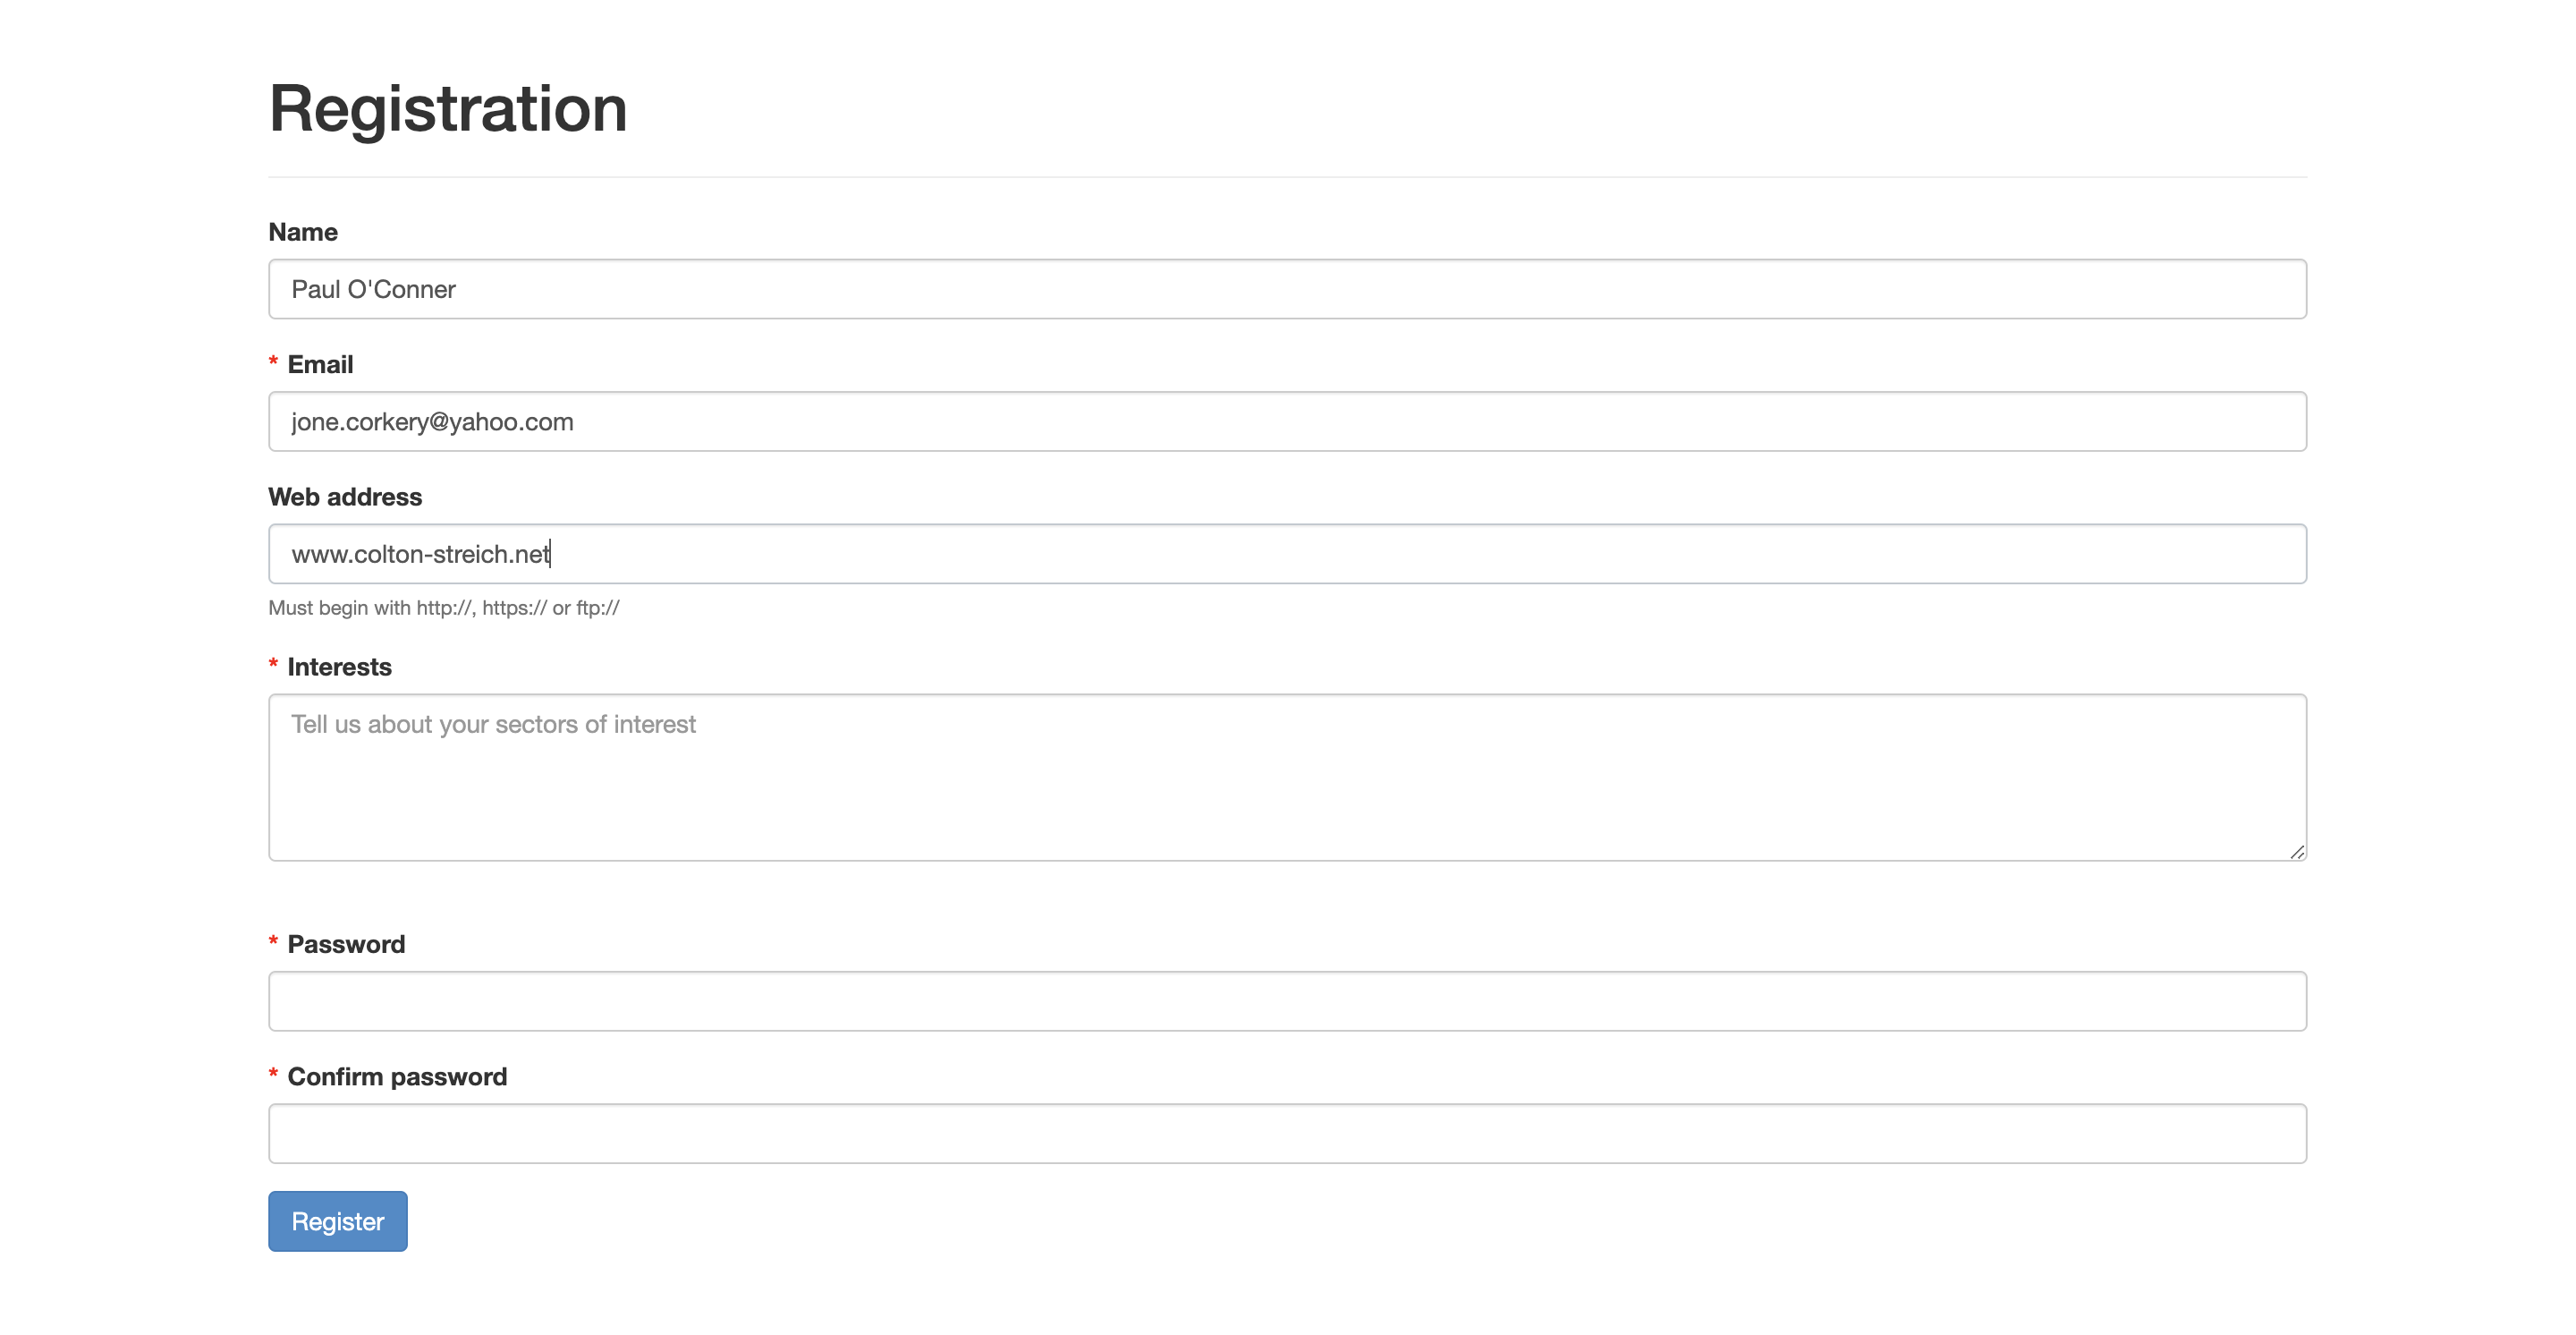 Registration
Name
Paul O'Conner
* Email
jone.corkery@yahoo.com
Web address
www.colton-streich.net
Must begin with http://, https:// or ftp://
* Interests
Tell us about your sectors of interest
* Password
* Confirm password
Register